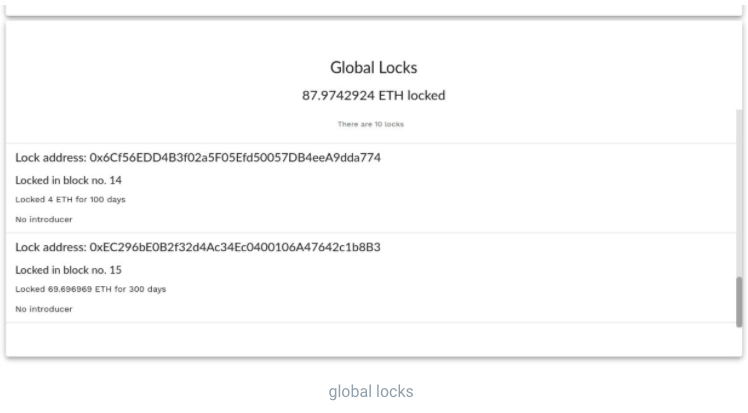 Global Locks
87.9742924 ETH locked
There are 10 locks
Lock address: 0x6Cf56EDD4B3f02a5F05Efd50057DB4eeA9dda774
Locked in block no. 14
Locked 4 ETH for 100 days
No introducer
Lock address: 0xEC296bE0B2f32d4Ac34Ec0400106A47642c1b8B3
Locked in block no. 15
Locked 69.696969 ETH for 300 days
No introducer
global locks